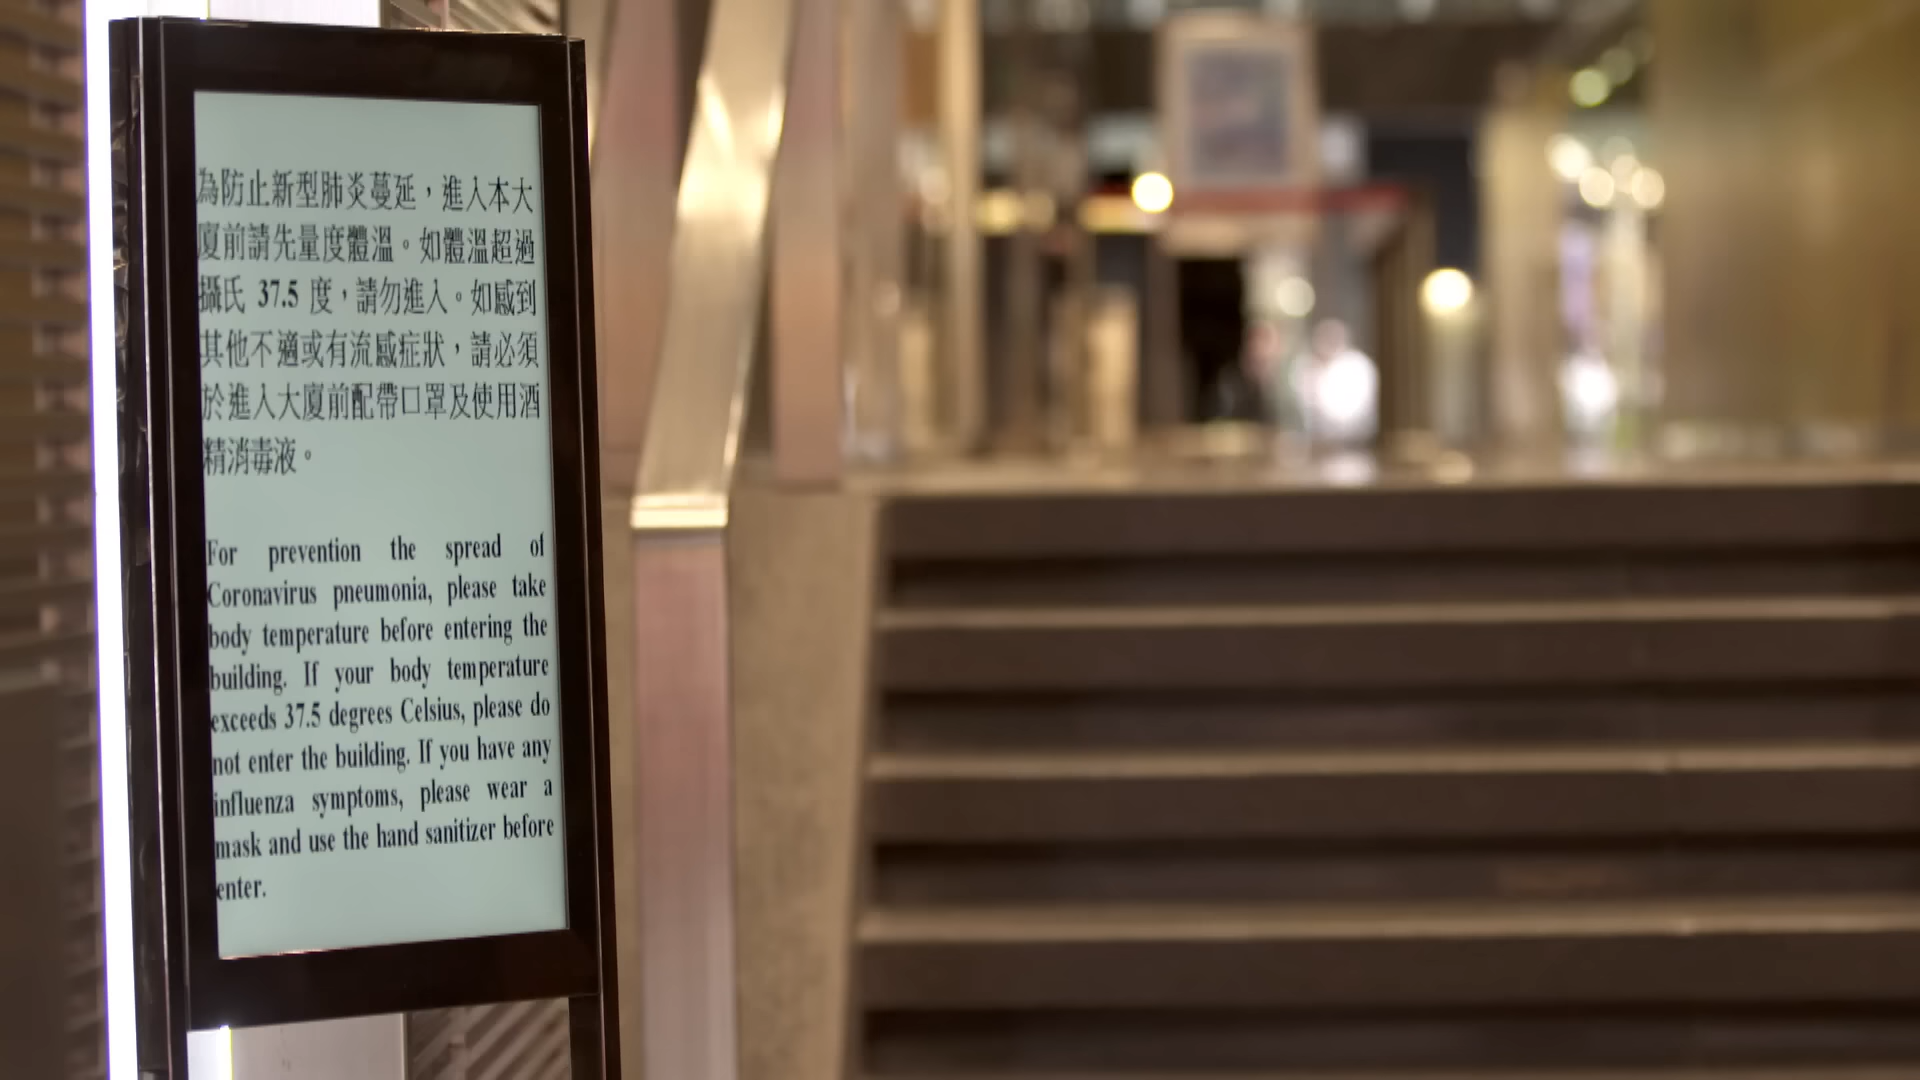 為防止新型肺炎蔓延，進入本大
廈前請先量度體溫。如體溫超過
攝氏 37.5 度，請勿進入。如感到
其他不適或有流感症狀，請必須
於進入大廈前配帶口罩及使用酒
精消毒液。
For prevention the spread of
Coronavirus pneumonia, please take
body temperature before entering the
building. If your body temperature
exceeds 37.5 degrees Celsius, please do
not enter the building. If you have any
influenza symptoms, please wear a
mask and use the hand sanitizer before
enter.